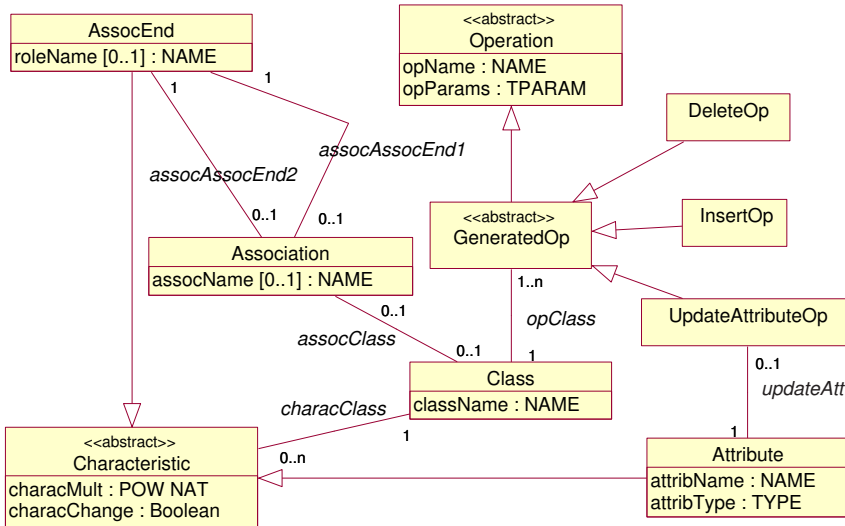 AssocEnd
roleName [0..1] : NAME
<<abstract>>
Operation
opName : NAME
opParams : TPARAM
1
1
DeleteOp
assocAssocEnd1
assocAssocEnd2
0..1
0..1
<<abstract>>
GeneratedOp
InsertOp
Association
assocName [0..1] : NAME
1..n
0..1
opClass
UpdateAttributeOp
assocClass
0..1
1
0..1
updateAtt
Class
className : NAME
characClass
1
1
<<abstract>>
Characteristic
0..n
characMult : POW NAT
characChange : Boolean
Attribute
attribName : NAME
attribType : TYPE